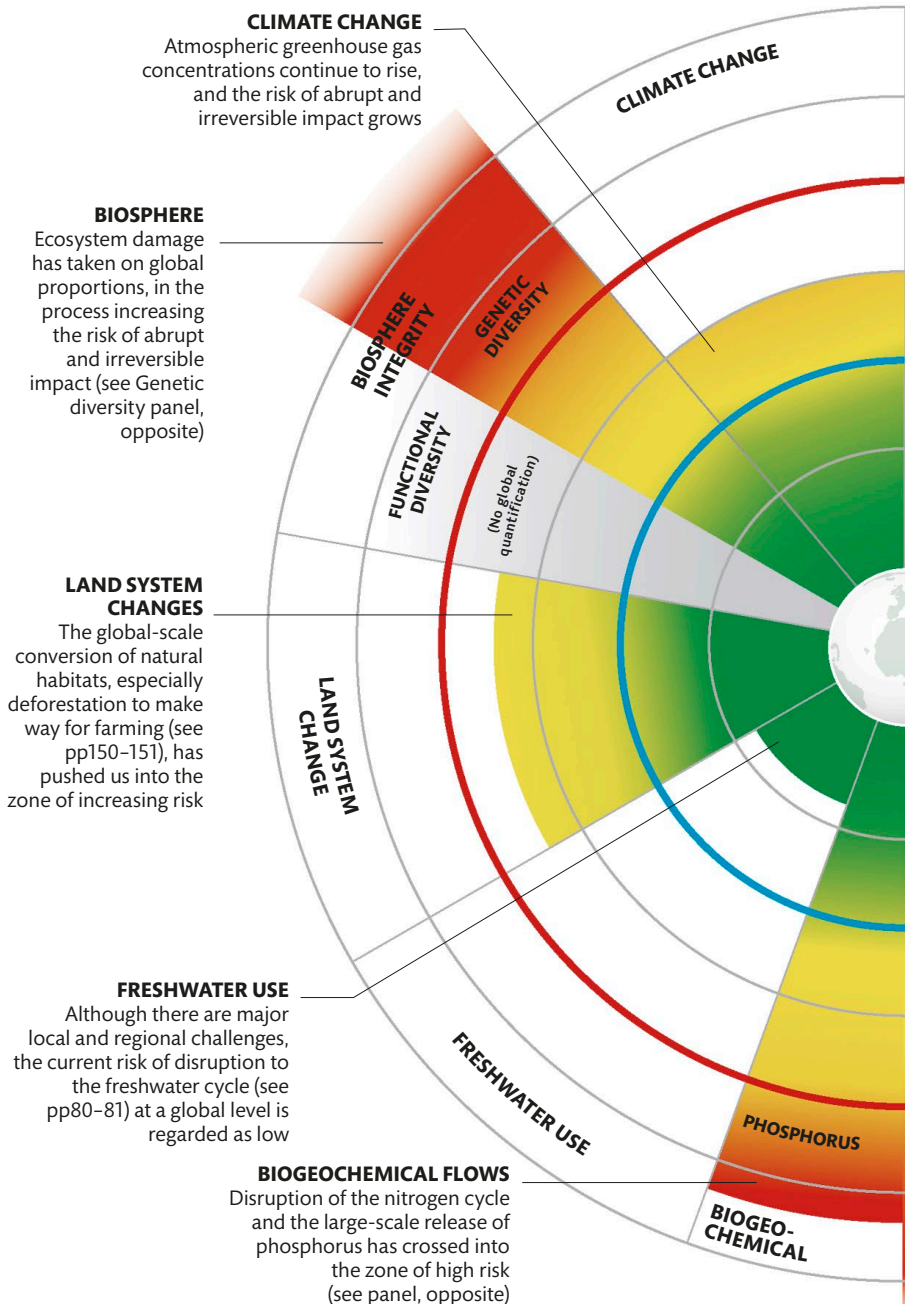 CLIMATE CHANGE
Atmospheric greenhouse gas
concentrations continue to rise,
and the risk of abrupt and
irreversible impact grows
CLIMATE CHANGE
BIOSPHERE
Ecosystem damage
has taken on global
proportions, in the
process increasing
the risk of abrupt
and irreversible
impact (see Genetic
diversity panel,
opposite)
BIOSPHERE
INTEGRITY
GENETIC
DIVERSITY
FUNCTIONAL
DIVERSITY
(No global
quantification)
LAND SYSTEM
CHANGES
The global-scale
conversion of natural
habitats, especially
deforestation to make
way for farming (see
pp150–151), has
pushed us into the
zone of increasing risk
LAND SYSTEM
CHANGE
FRESHWATER USE
Although there are major
local and regional challenges,
the current risk of disruption to
the freshwater cycle (see
pp80–81) at a global level is
regarded as low
FRESHWATER USE
PHOSPHORUS
BIOGEOCHEMICAL FLOWS
Disruption of the nitrogen cycle
and the large-scale release of
phosphorus has crossed into
the zone of high risk
(see panel, opposite)
BIOGEO-
CHEMICAL